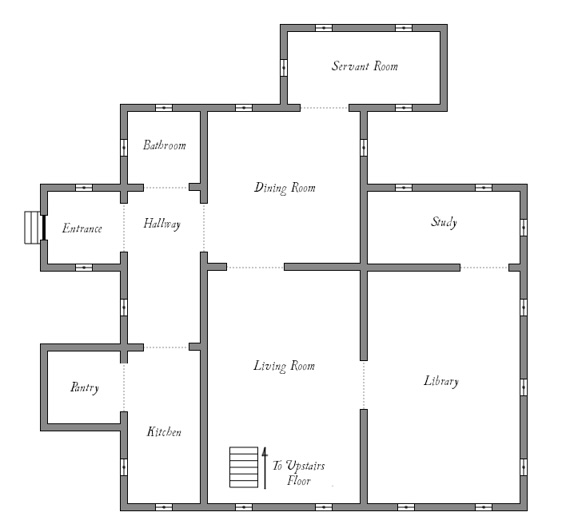 Servant Room
Bathroom
Dining Room
Entrance
Hallway
Study
Living Room
Library
Pantry
Kitchen
To Upstairs
Floor